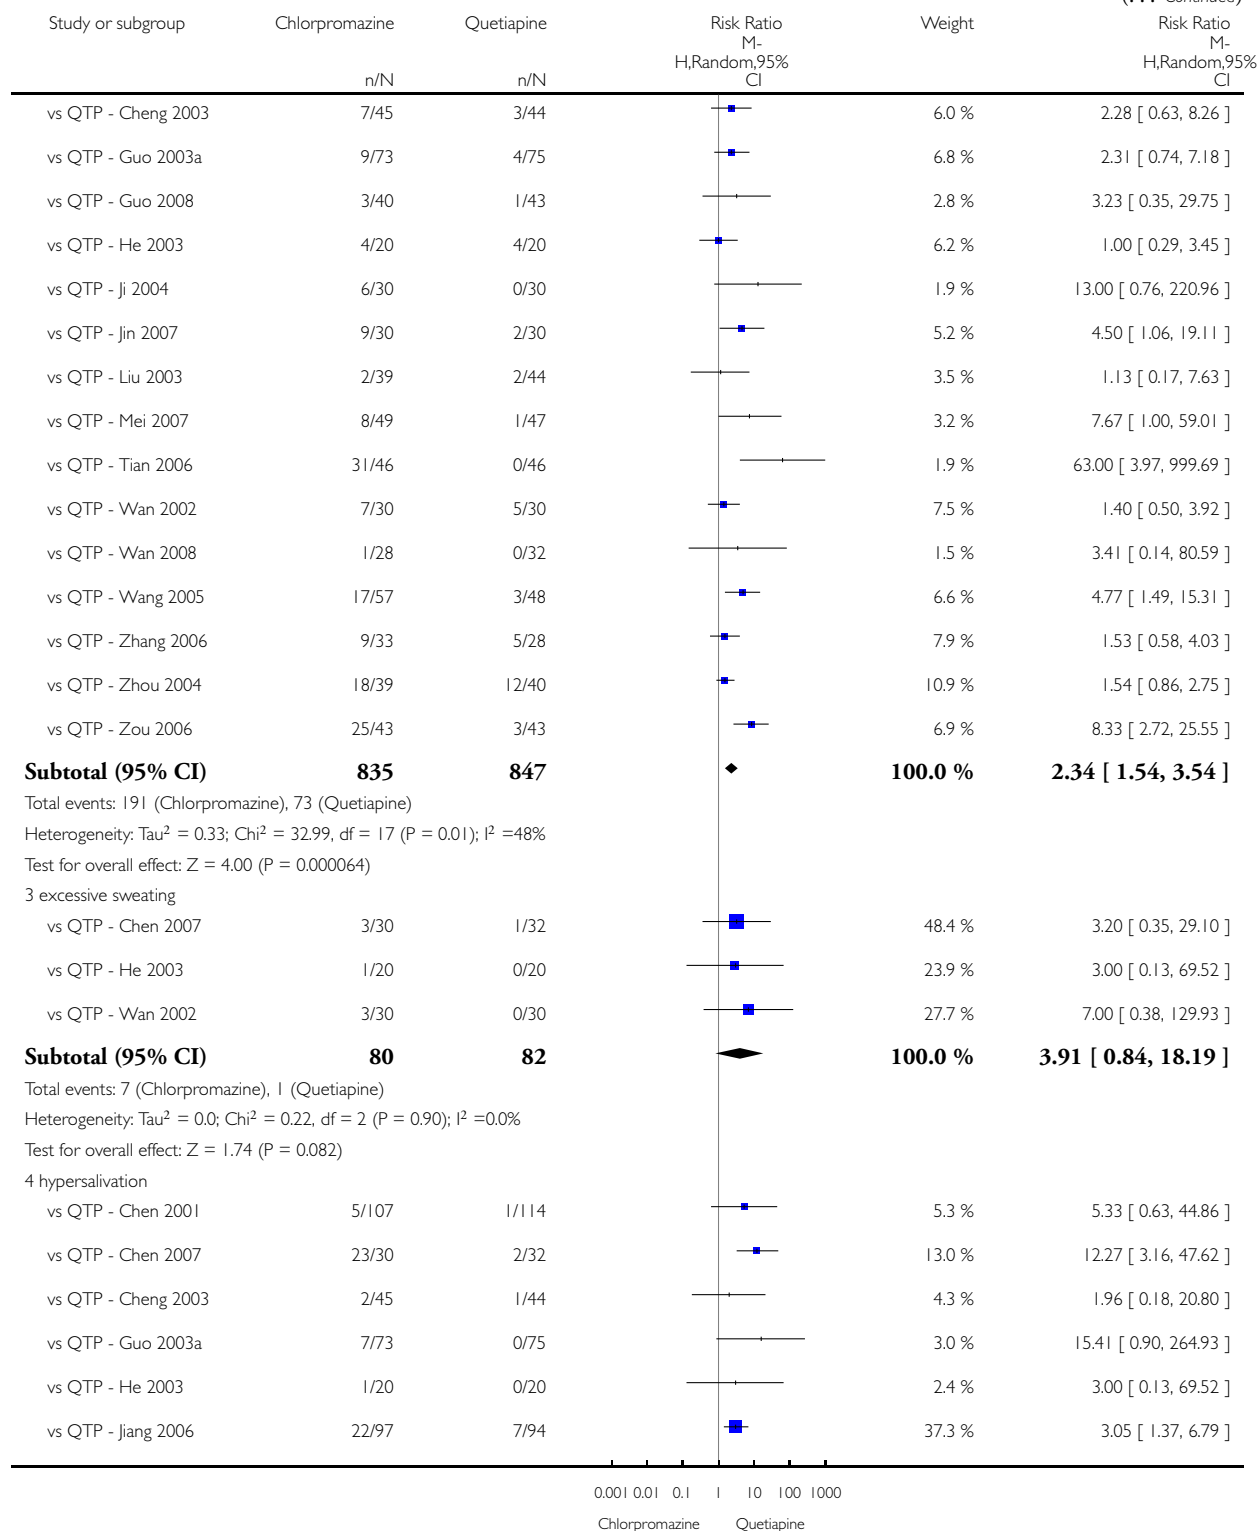 (... Continued)
Study or subgroup Chlorpromazine Quetiapine Risk Ratio Weight Risk Ratio
M- M-
H,Random,95% H,Random,95%
n/N n/N CI CI
vs QTP - Cheng 2003 7/45 3/44 6.0 % 2.28 [ 0.63, 8.26 ]
vs QTP - Guo 2003a 9/73 4/75 6.8 % 2.31 [ 0.74, 7.18 ]
vs QTP - Guo 2008 3/40 1/43 2.8 % 3.23 [ 0.35, 29.75 ]
vs QTP - He 2003 4/20 4/20 6.2 % 1.00 [ 0.29, 3.45 ]
vs QTP - Ji 2004 6/30 0/30 1.9 % 13.00 [ 0.76, 220.96 ]
vs QTP - Jin 2007 9/30 2/30 5.2 % 4.50 [ 1.06, 19.11 ]
vs QTP - Liu 2003 2/39 2/44 3.5 % 1.13 [ 0.17, 7.63 ]
vs QTP - Mei 2007 8/49 1/47 3.2 % 7.67 [ 1.00, 59.01 ]
vs QTP - Tian 2006 31/46 0/46 1.9 % 63.00 [ 3.97, 999.69 ]
vs QTP - Wan 2002 7/30 5/30 7.5 % 1.40 [ 0.50, 3.92 ]
vs QTP - Wan 2008 1/28 0/32 1.5 % 3.41 [ 0.14, 80.59 ]
vs QTP - Wang 2005 17/57 3/48 6.6 % 4.77 [ 1.49, 15.31 ]
vs QTP - Zhang 2006 9/33 5/28 7.9 % 1.53 [ 0.58, 4.03 ]
vs QTP - Zhou 2004 18/39 12/40 10.9 % 1.54 [ 0.86, 2.75 ]
vs QTP - Zou 2006 25/43 3/43 6.9 % 8.33 [ 2.72, 25.55 ]
Subtotal (95% CI) 835 847 100.0 % 2.34 [ 1.54, 3.54 ]
Total events: 191 (Chlorpromazine), 73 (Quetiapine)
Heterogeneity: Tau² = 0.33; Chi² = 32.99, df = 17 (P = 0.01); I² =48%
Test for overall effect: Z = 4.00 (P = 0.000064)
3 excessive sweating
vs QTP - Chen 2007 3/30 1/32 48.4 % 3.20 [ 0.35, 29.10 ]
vs QTP - He 2003 1/20 0/20 23.9 % 3.00 [ 0.13, 69.52 ]
vs QTP - Wan 2002 3/30 0/30 27.7 % 7.00 [ 0.38, 129.93 ]
Subtotal (95% CI) 80 82 100.0 % 3.91 [ 0.84, 18.19 ]
Total events: 7 (Chlorpromazine), 1 (Quetiapine)
Heterogeneity: Tau² = 0.0; Chi² = 0.22, df = 2 (P = 0.90); I² =0.0%
Test for overall effect: Z = 1.74 (P = 0.082)
4 hypersalivation
vs QTP - Chen 2001 5/107 1/114 5.3 % 5.33 [ 0.63, 44.86 ]
vs QTP - Chen 2007 23/30 2/32 13.0 % 12.27 [ 3.16, 47.62 ]
vs QTP - Cheng 2003 2/45 1/44 4.3 % 1.96 [ 0.18, 20.80 ]
vs QTP - Guo 2003a 7/73 0/75 3.0 % 15.41 [ 0.90, 264.93 ]
vs QTP - He 2003 1/20 0/20 2.4 % 3.00 [ 0.13, 69.52 ]
vs QTP - Jiang 2006 22/97 7/94 37.3 % 3.05 [ 1.37, 6.79 ]
0.001 0.01 0.1 1 10 100 1000
Chlorpromazine Quetiapine